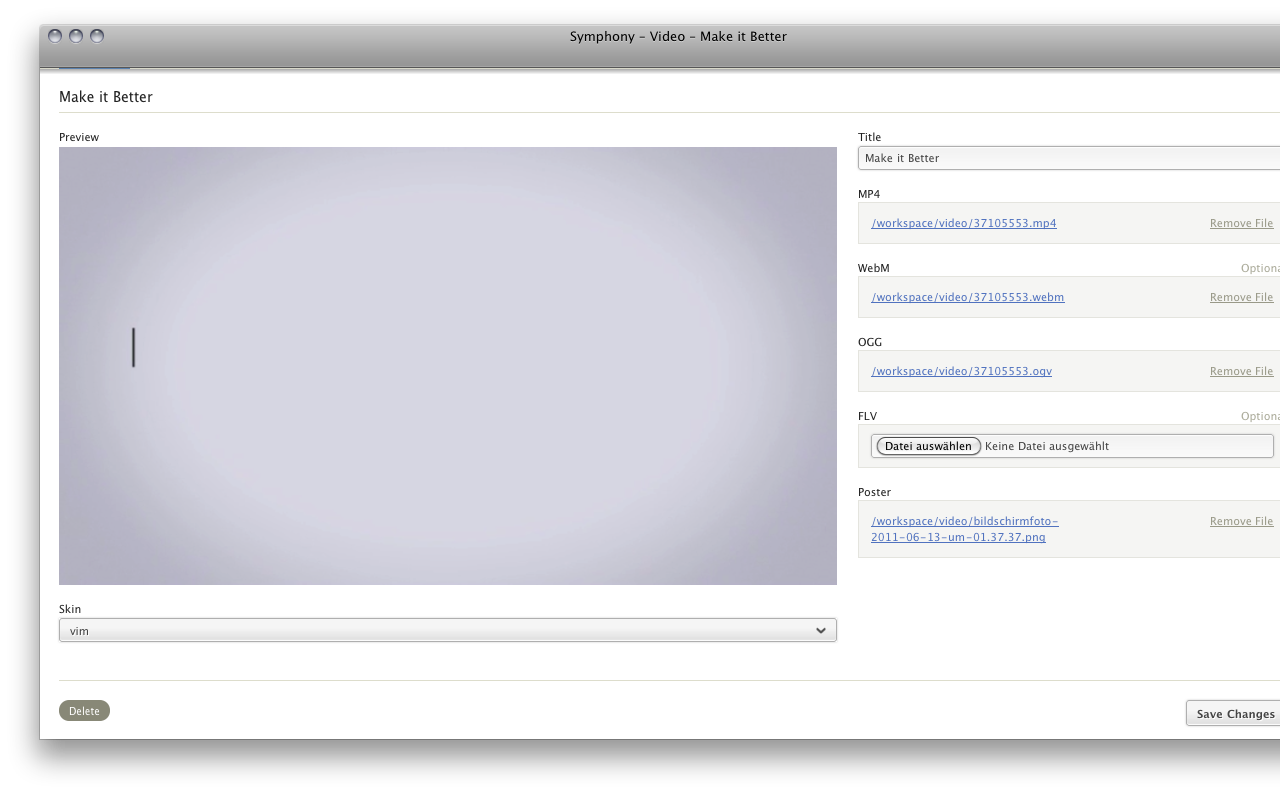 Symphony – Video – Make it Better
Make it Better
Preview
Skin
vim
Title
Make it Better
MP4
/workspace/video/37105553.mp4 Remove File
WebM
/workspace/video/37105553.webm Remove File
OGG
/workspace/video/37105553.ogv Remove File
FLV
Datei auswählen Keine Datei ausgewählt
Poster
/workspace/video/bildschirmfoto- Remove File
2011-06-13-um-01.37.37.png
Delete Save Changes